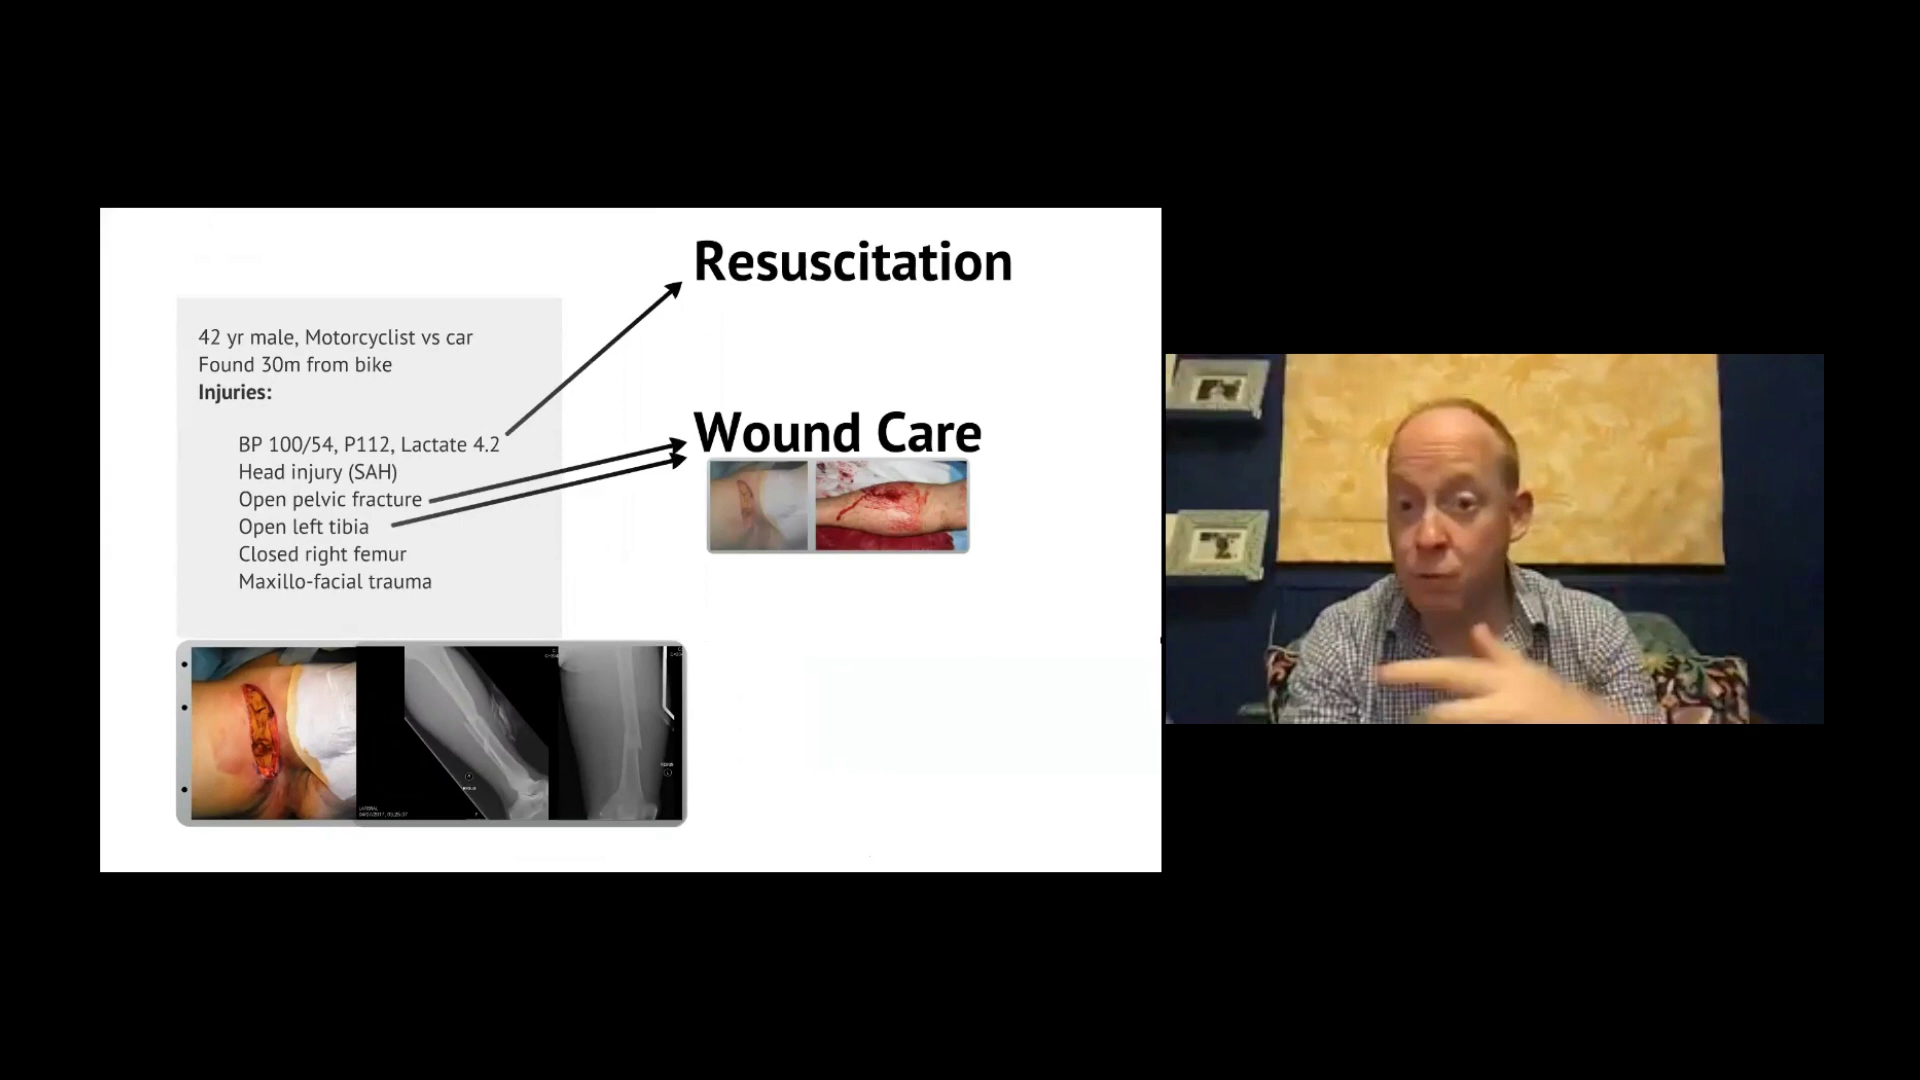 Resuscitation
42 yr male, Motorcyclist vs car
Found 30m from bike
Injuries:
BP 100/54, P112, Lactate 4.2
Head injury (SAH)
Open pelvic fracture
Open left tibia
Closed right femur
Maxillo-facial trauma
Wound Care